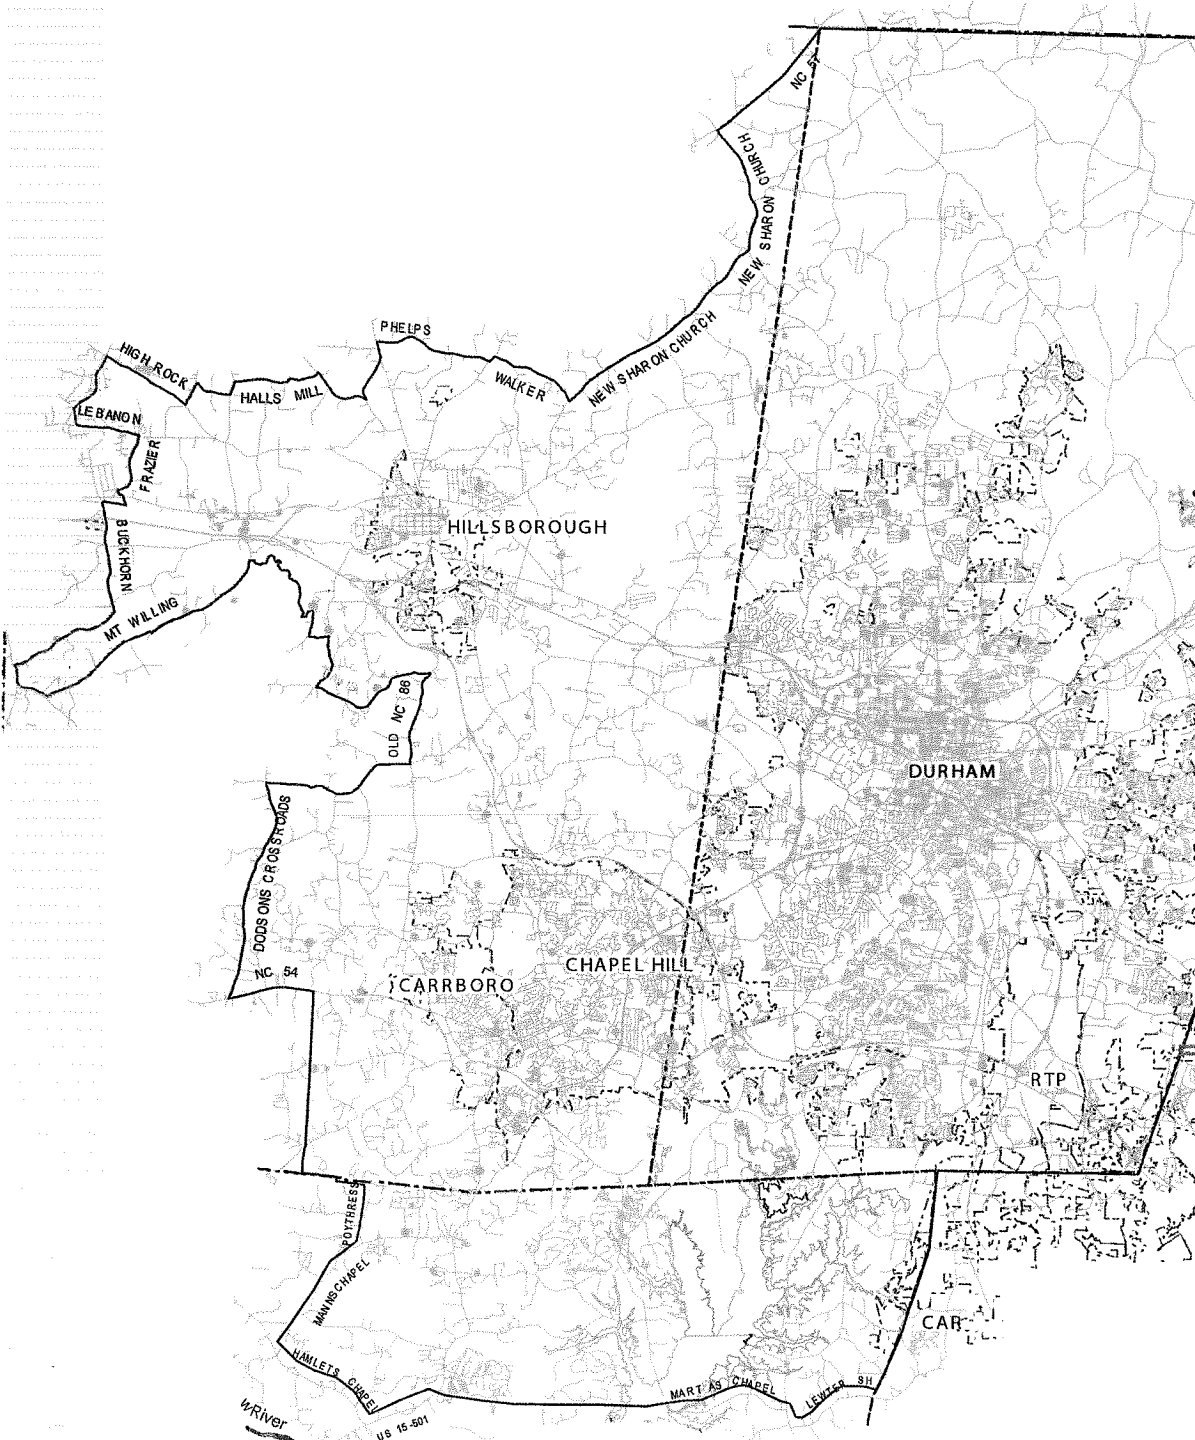 NC 57
NEW SHARON CHURCH
NEW SHARON CHURCH
PHELPS
HIGH ROCK
HALLS MILL
WALKER
LEBANON
FRAZIER
BUCKHORN
HILLSBOROUGH
MT WILLING
OLD NC 86
DURHAM
DODSONS CROSSROADS
NC 54
CHAPEL HILL
CARRBORO
RTP
POYTHRESS
MANNS CHAPEL
CAR
HAMLETS CHAPEL
MARTHAS CHAPEL
LEWTER SH
wRiver
US 15-501